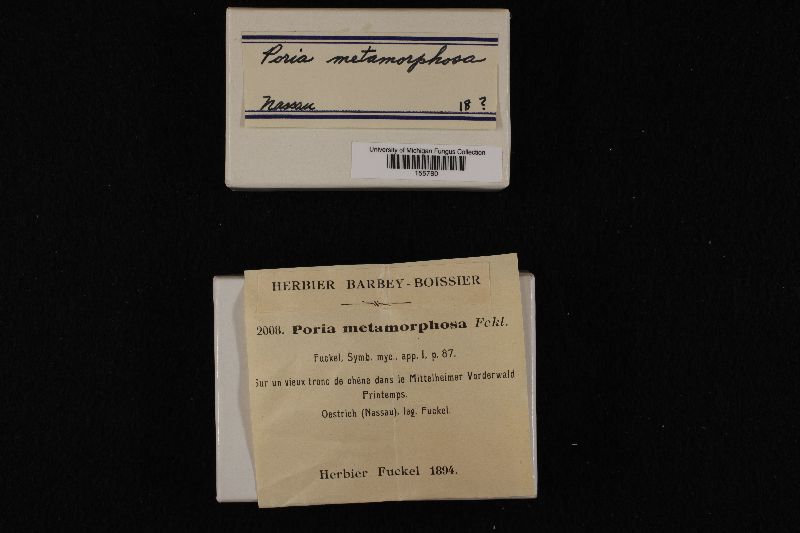 Poria metamorphosa
Nassau 18 ?
University of Michigan Fungus Collection
155780
HERBIER BARBEY-BOISSIER
2008. Poria metamorphosa Fckl.
Fuckel, Symb. myc., app. I, p. 87.
Sur un vieux tronc de chêne dans le Mittelheimer Vorderwald
Printemps.
Oestrich (Nassau), leg. Fuckel.
Herbier Fuckel 1894.